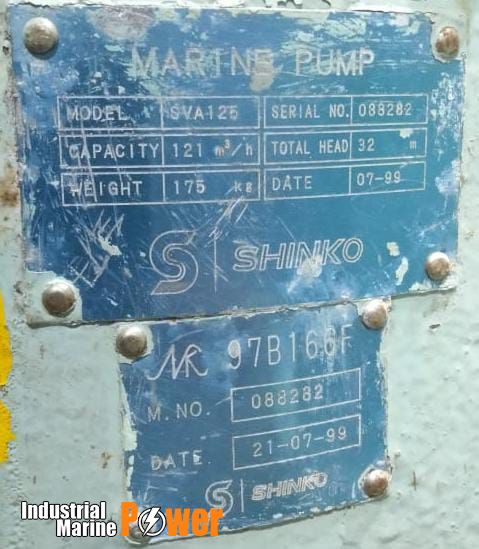 MARINE PUMP
MODEL SVA125 SERIAL NO. 088282
CAPACITY 121 m³/h TOTAL HEAD 32 m
WEIGHT 175 kg DATE 07-99
S SHINKO
NR 97B166F
M.NO. 088282
DATE. 21-07-99
S SHINKO
Industrial
Marine Power